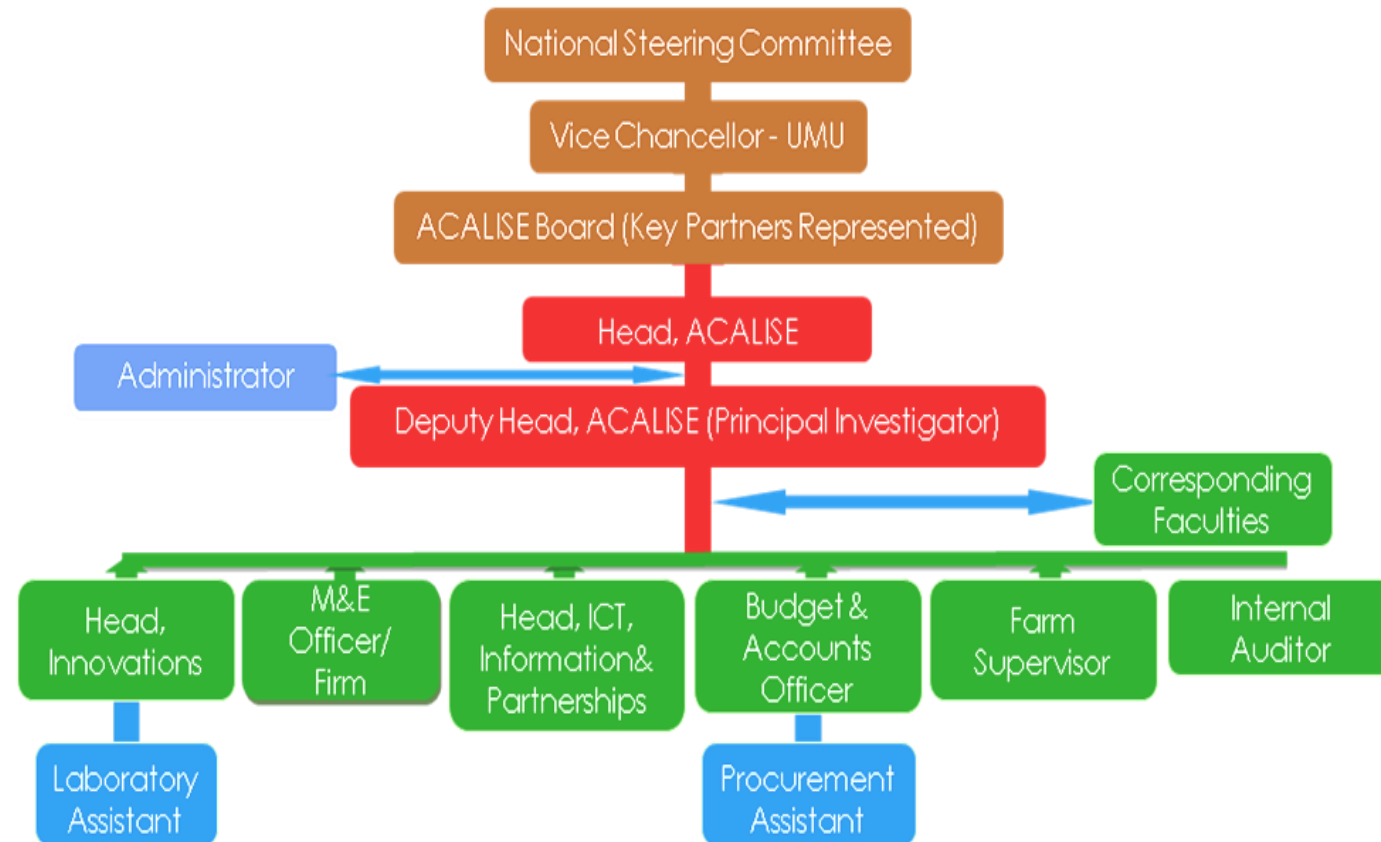 National Steering Committee
Vice Chancellor - UMU
ACALISE Board (Key Partners Represented)
Head, ACALISE
Administrator
Deputy Head, ACALISE (Principal Investigator)
Corresponding
Faculties
Head,
Innovations
M&E
Officer/
Firm
Head, ICT,
Information&
Partnerships
Budget &
Accounts
Officer
Farm
Supervisor
Internal
Auditor
Laboratory
Assistant
Procurement
Assistant